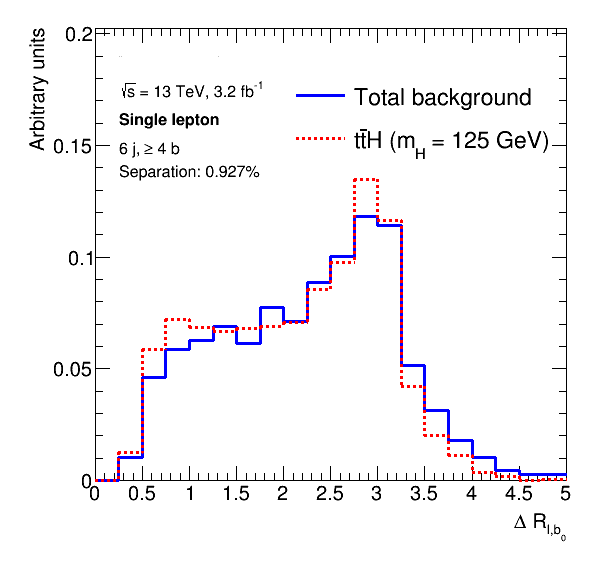 0.2
Arbitrary units
√s = 13 TeV, 3.2 fb⁻¹
Total background
Single lepton
tt̄H (m_H = 125 GeV)
6 j, ≥ 4 b
0.15
Separation: 0.927%
0.1
0.05
0
0 0.5 1 1.5 2 2.5 3 3.5 4 4.5 5
Δ R_l,b₀